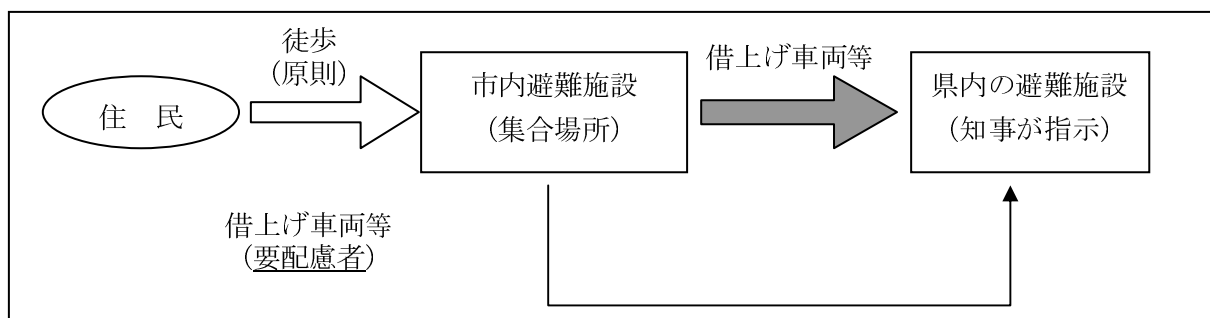 徒歩
（原則）
住　民
市内避難施設
（集合場所）
借上げ車両等
県内の避難施設
（知事が指示）
借上げ車両等
（要配慮者）